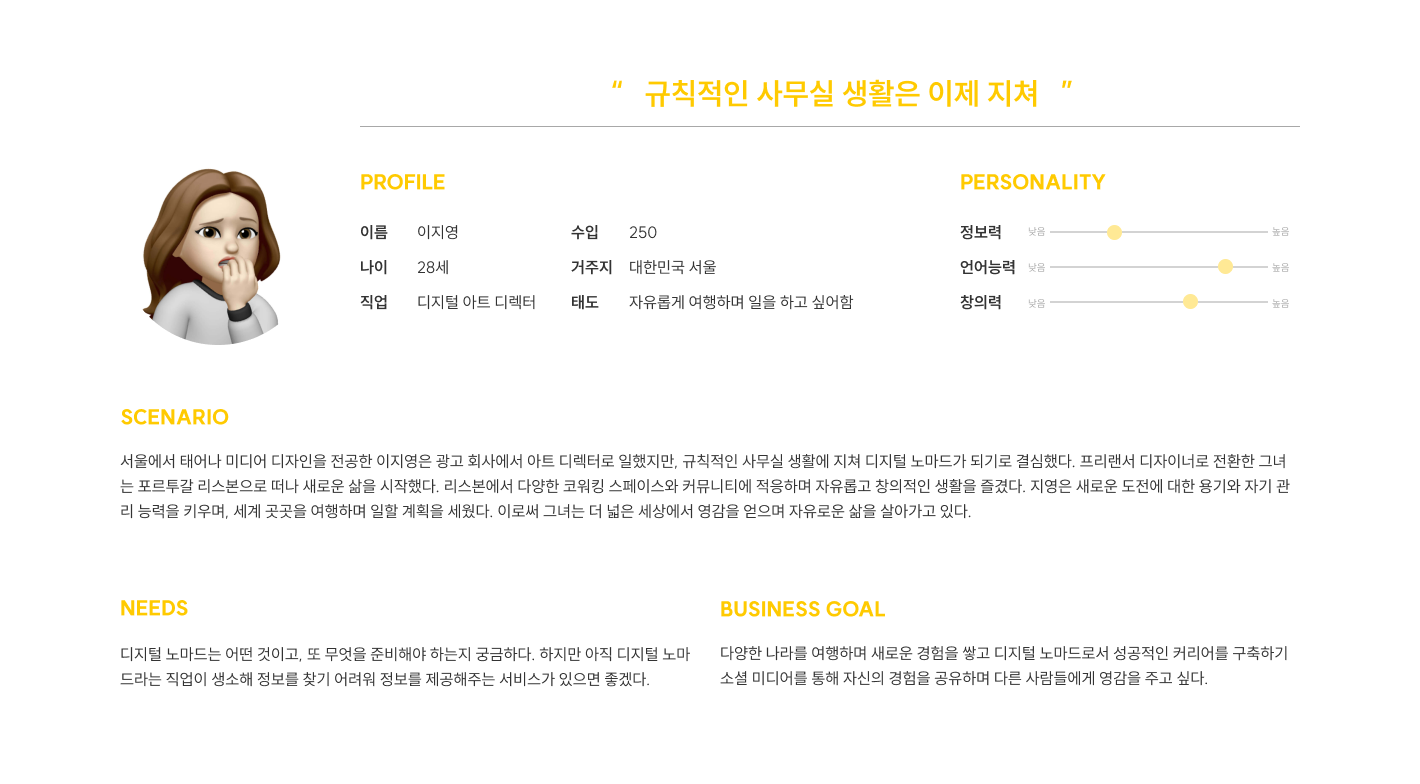 “ 규칙적인 사무실 생활은 이제 지쳐 ”
PROFILE
이름 이지영 수입 250
나이 28세 거주지 대한민국 서울
직업 디지털 아트 디렉터 태도 자유롭게 여행하며 일을 하고 싶어함
PERSONALITY
정보력 낮음 높음
언어능력 낮음 높음
창의력 낮음 높음
SCENARIO
서울에서 태어나 미디어 디자인을 전공한 이지영은 광고 회사에서 아트 디렉터로 일했지만, 규칙적인 사무실 생활에 지쳐 디지털 노마드가 되기로 결심했다. 프리랜서 디자이너로 전환한 그녀
는 포르투갈 리스본으로 떠나 새로운 삶을 시작했다. 리스본에서 다양한 코워킹 스페이스와 커뮤니티에 적응하며 자유롭고 창의적인 생활을 즐겼다. 지영은 새로운 도전에 대한 용기와 자기 관
리 능력을 키우며, 세계 곳곳을 여행하며 일할 계획을 세웠다. 이로써 그녀는 더 넓은 세상에서 영감을 얻으며 자유로운 삶을 살아가고 있다.
NEEDS
디지털 노마드는 어떤 것이고, 또 무엇을 준비해야 하는지 궁금하다. 하지만 아직 디지털 노마
드라는 직업이 생소해 정보를 찾기 어려워 정보를 제공해주는 서비스가 있으면 좋겠다.
BUSINESS GOAL
다양한 나라를 여행하며 새로운 경험을 쌓고 디지털 노마드로서 성공적인 커리어를 구축하기
소셜 미디어를 통해 자신의 경험을 공유하며 다른 사람들에게 영감을 주고 싶다.